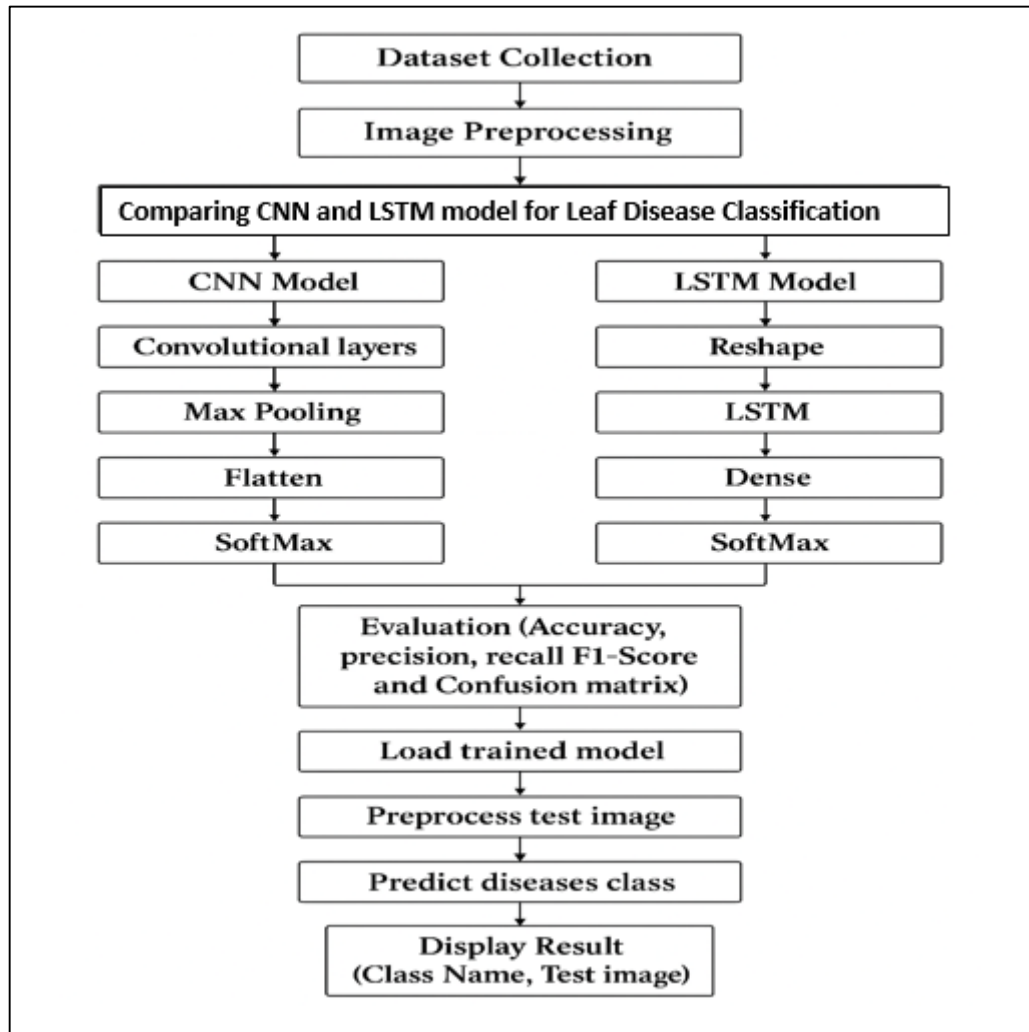 Dataset Collection
Image Preprocessing
Comparing CNN and LSTM model for Leaf Disease Classification
CNN Model
Convolutional layers
Max Pooling
Flatten
SoftMax
LSTM Model
Reshape
LSTM
Dense
SoftMax
Evaluation (Accuracy,
precision, recall F1-Score
and Confusion matrix)
Load trained model
Preprocess test image
Predict diseases class
Display Result
(Class Name, Test image)